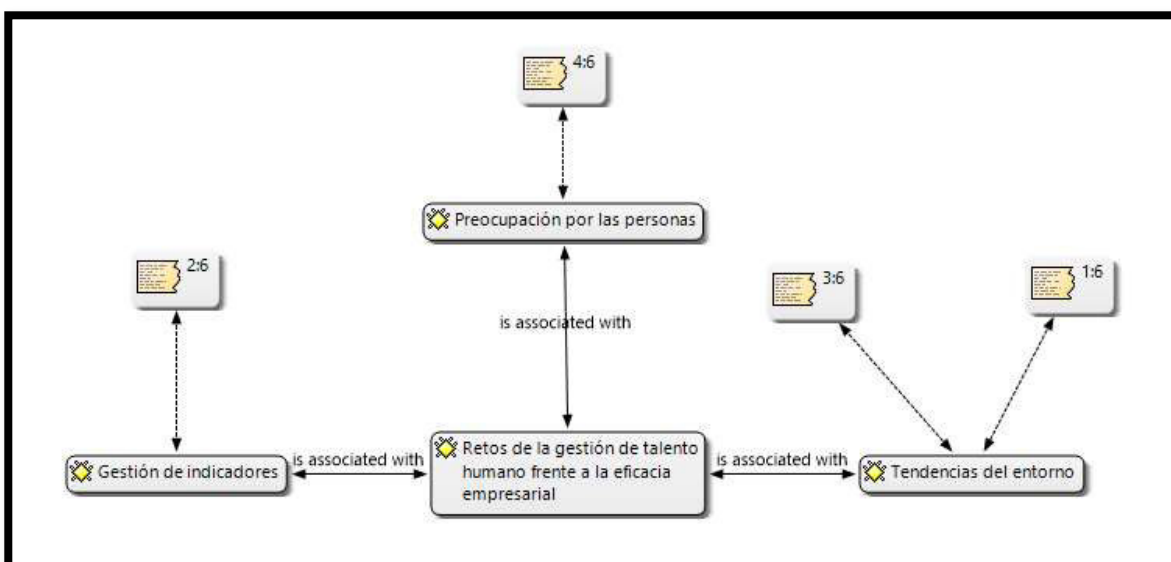 4:6
Preocupación por las personas
2:6
3:6
1:6
is associated with
Gestión de indicadores
is associated with
Retos de la gestión de talento
humano frente a la eficacia
empresarial
is associated with
Tendencias del entorno